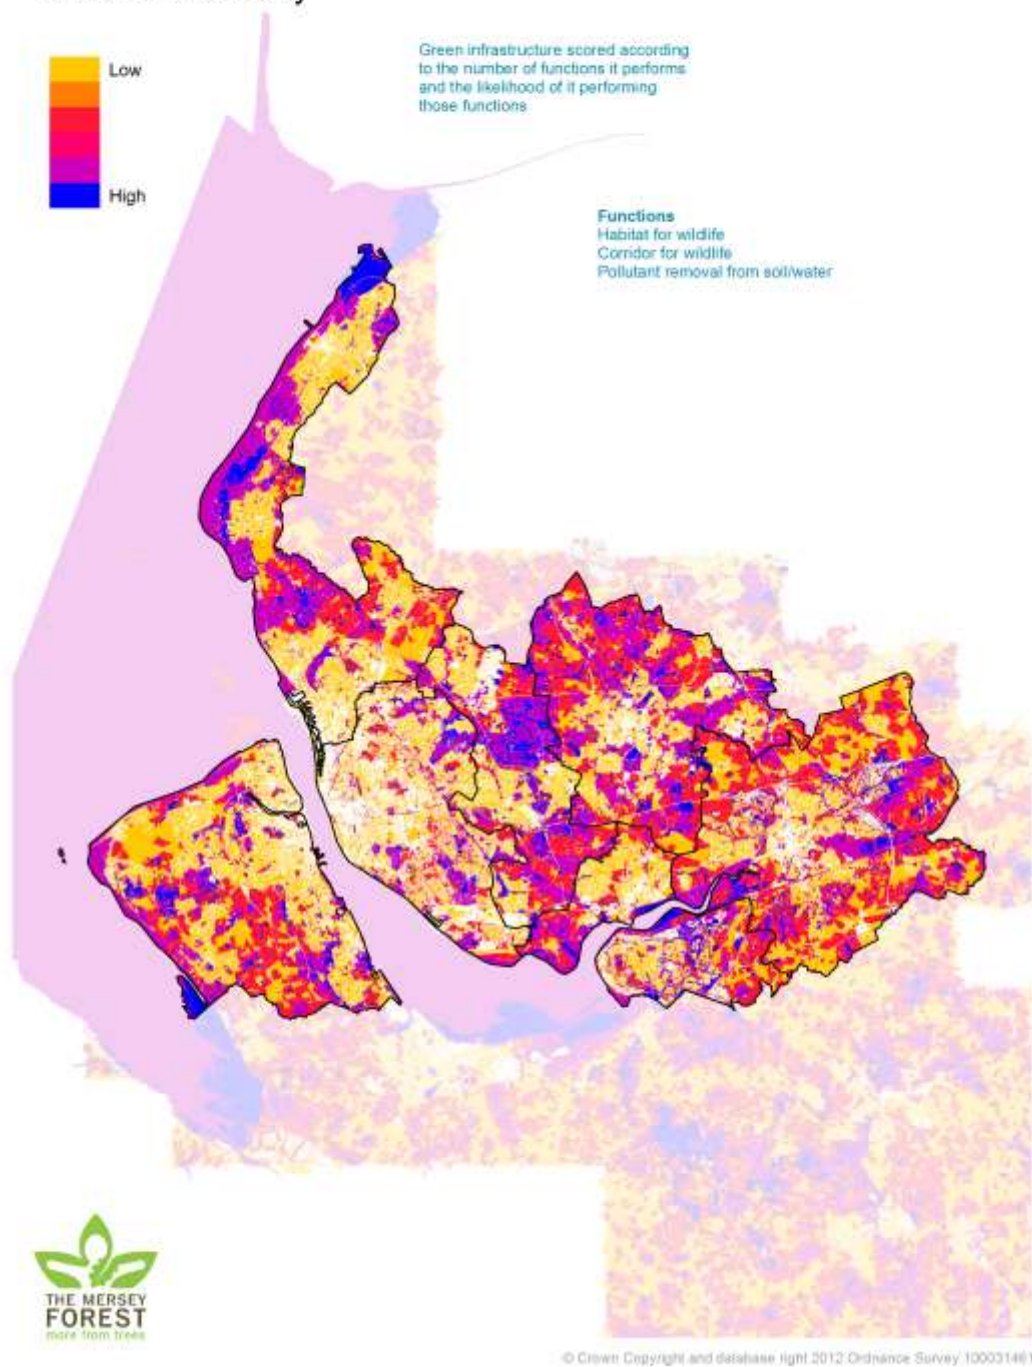 Low
High
Green infrastructure scored according
to the number of functions it performs
and the likelihood of it performing
those functions
Functions
Habitat for wildlife
Corridor for wildlife
Pollutant removal from soil/water
THE MERSEY
FOREST
more from trees
© Crown Copyright and database right 2012 Ordnance Survey 100031461